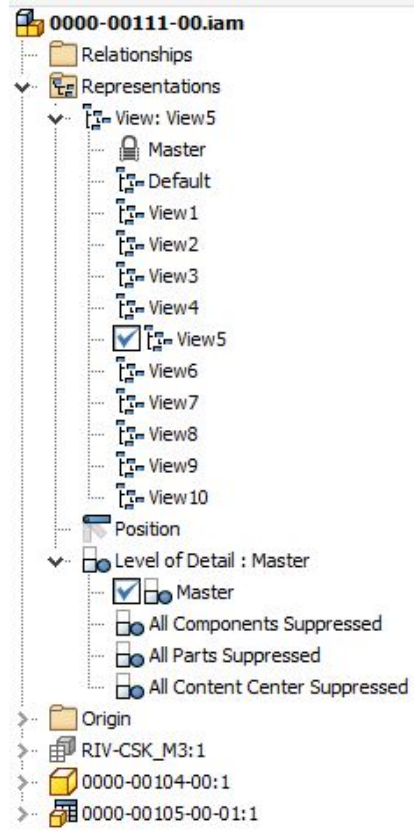 0000-00111-00.iam
Relationships
Representations
View: View5
Master
Default
View1
View2
View3
View4
View5
View6
View7
View8
View9
View10
Position
Level of Detail : Master
Master
All Components Suppressed
All Parts Suppressed
All Content Center Suppressed
Origin
RIV-CSK_M3:1
0000-00104-00:1
0000-00105-00-01:1